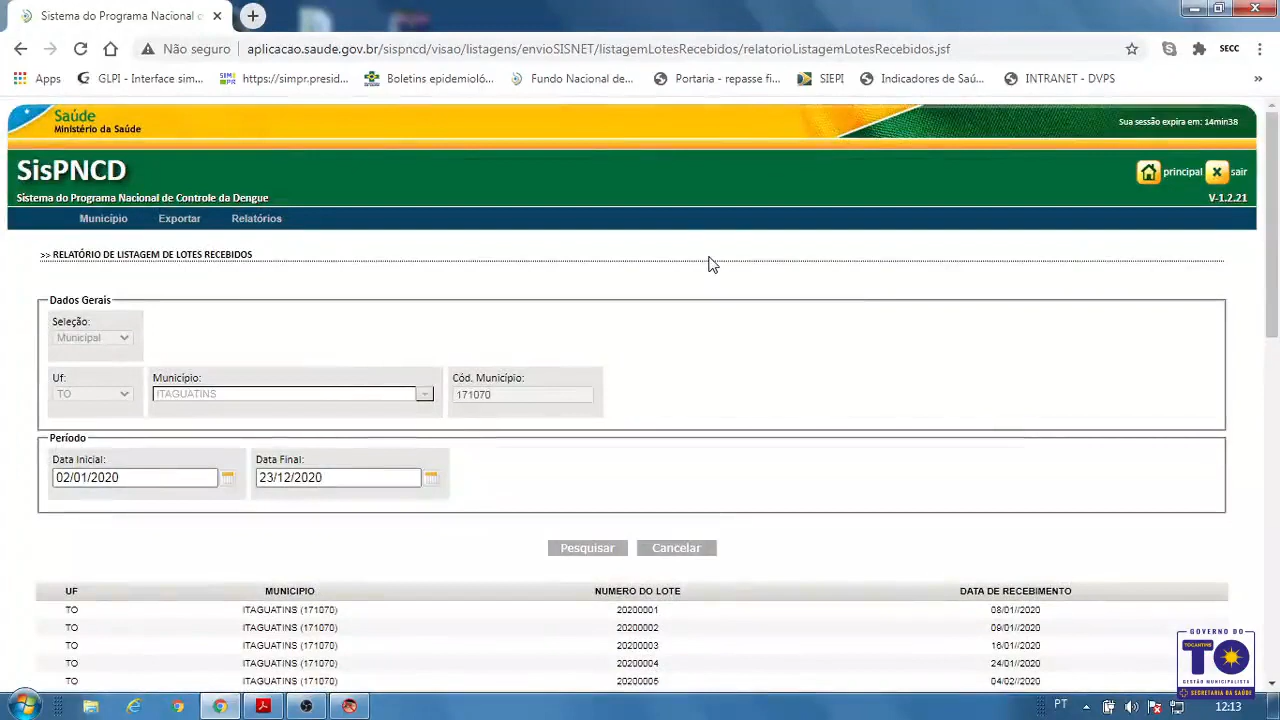 Sistema do Programa Nacional d
Não seguro
aplicacao.saude.gov.br/sispncd/visao/listagens/envioSISNET/listagemLotesRecebidos/relatorioListagemLotesRecebidos.jsf
SECC
Apps
GLPI - Interface sim...
https://simpr.presid...
Boletins epidemioló...
Fundo Nacional de...
Portaria - repasse fi...
SIEPI
Indicadores de Saú...
INTRANET - DVPS
»
Saúde
Ministério da Saúde
Sua sessão expira em: 14min38
SisPNCD
principal
sair
Sistema do Programa Nacional de Controle da Dengue
V-1.2.21
Município
Exportar
Relatórios
>> RELATÓRIO DE LISTAGEM DE LOTES RECEBIDOS
Dados Gerais
Seleção:
Municipal
Uf:
Município:
Cód. Município:
TO
ITAGUATINS
171070
Período
Data Inicial:
Data Final:
02/01/2020
23/12/2020
Pesquisar
Cancelar
UF MUNICIPIO NUMERO DO LOTE DATA DE RECEBIMENTO
TO ITAGUATINS (171070) 20200001 08/01//2020
TO ITAGUATINS (171070) 20200002 09/01//2020
TO ITAGUATINS (171070) 20200003 16/01//2020
TO ITAGUATINS (171070) 20200004 24/01//2020
TO ITAGUATINS (171070) 20200005 04/02//2020
GOVERNO DO
TOCANTINS
TO
GESTÃO MUNICIPALISTA
SECRETARIA DA SAÚDE
PT
12:13